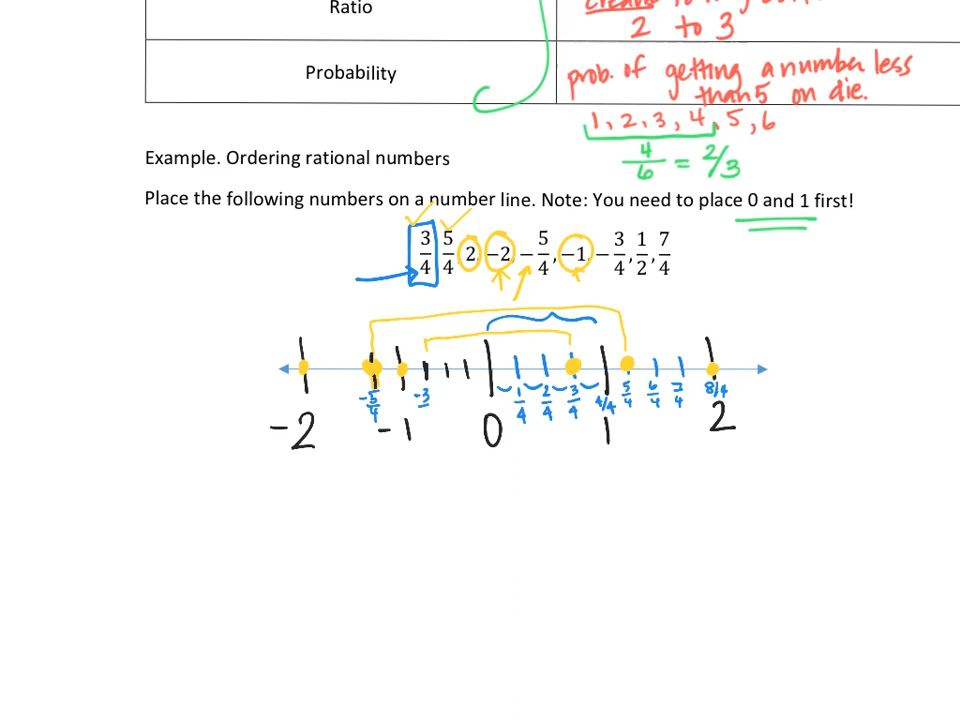 Ratio
2 to 3
Probability
prob. of getting a number less
than 5 on die.
1, 2, 3, 4, 5, 6
4/6 = 2/3
Example. Ordering rational numbers
Place the following numbers on a number line. Note: You need to place 0 and 1 first!
3/4 5/4 2 −2 − 5/4, −1 − 3/4, 1/2, 7/4
-5/4 -3/ 1/4 2/4 3/4 4/4 5/4 6/4 7/4 8/4
-2 -1 0 1 2